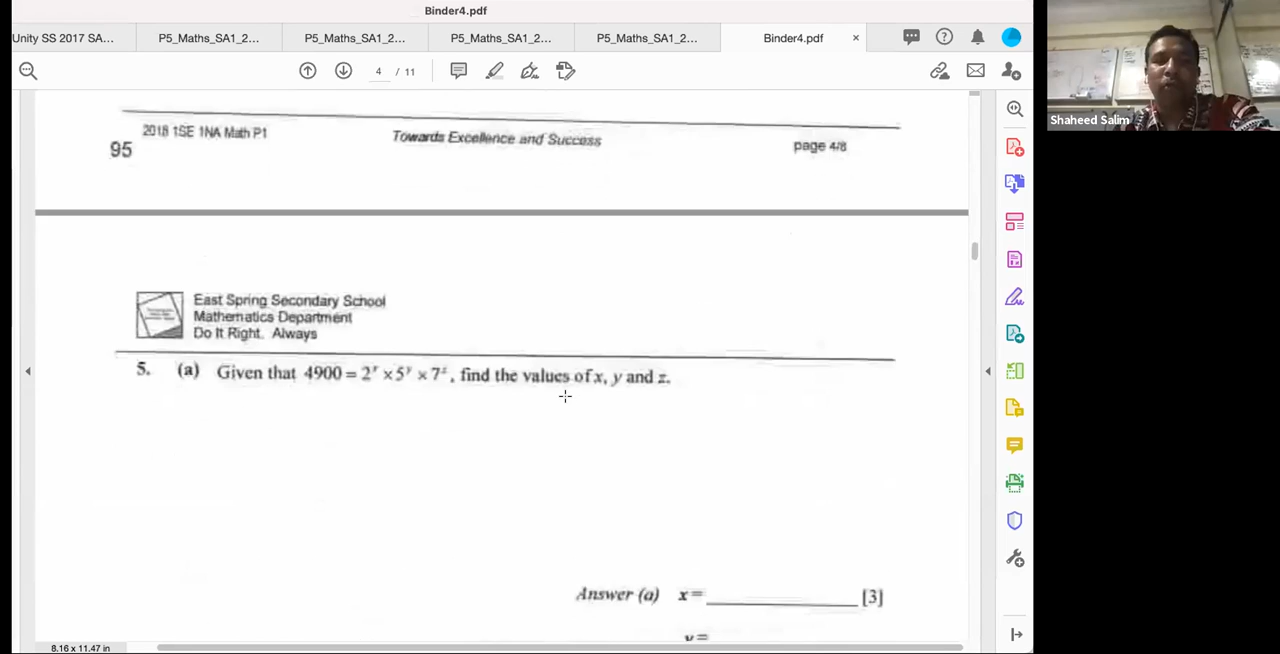 Binder4.pdf
Unity SS 2017 SA...
P5_Maths_SA1_2...
_Maths_SA1_2...
P5_Maths_SA1_2...
P5_Maths_SA1_2...
Binder4.pdf ×
4 / 11
Shaheed Salim
2018 1SE 1NA Math P1
Towards Excellence and Success
page 4/8
95
East Spring Secondary School
Mathematics Department
Do It Right. Always
5. (a) Given that 4900 = 2ˣ × 5ʸ × 7ᶻ, find the values of x, y and z.
Answer (a) x = [3]
y =
8.16 x 11.47 in